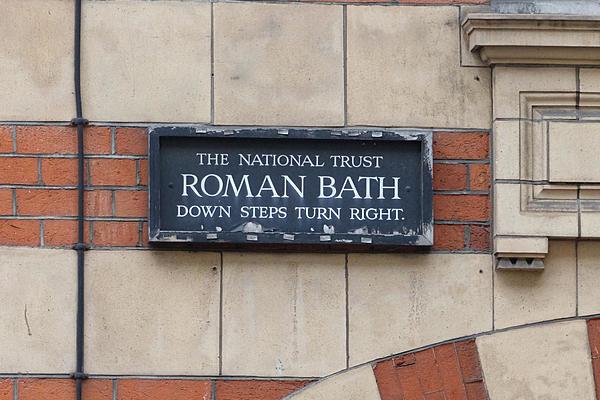 THE NATIONAL TRUST
ROMAN BATH
DOWN STEPS TURN RIGHT.